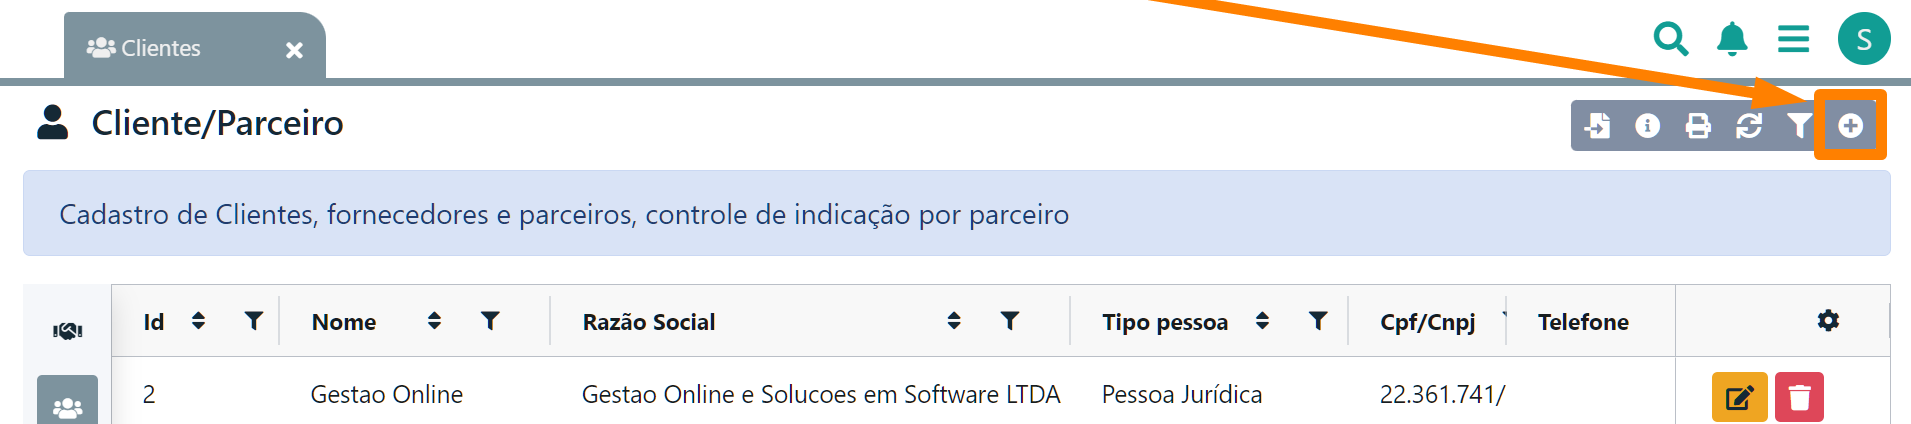 Clientes
S
Cliente/Parceiro
Cadastro de Clientes, fornecedores e parceiros, controle de indicação por parceiro
Id Nome Razão Social Tipo pessoa Cpf/Cnpj Telefone
2 Gestao Online Gestao Online e Solucoes em Software LTDA Pessoa Jurídica 22.361.741/